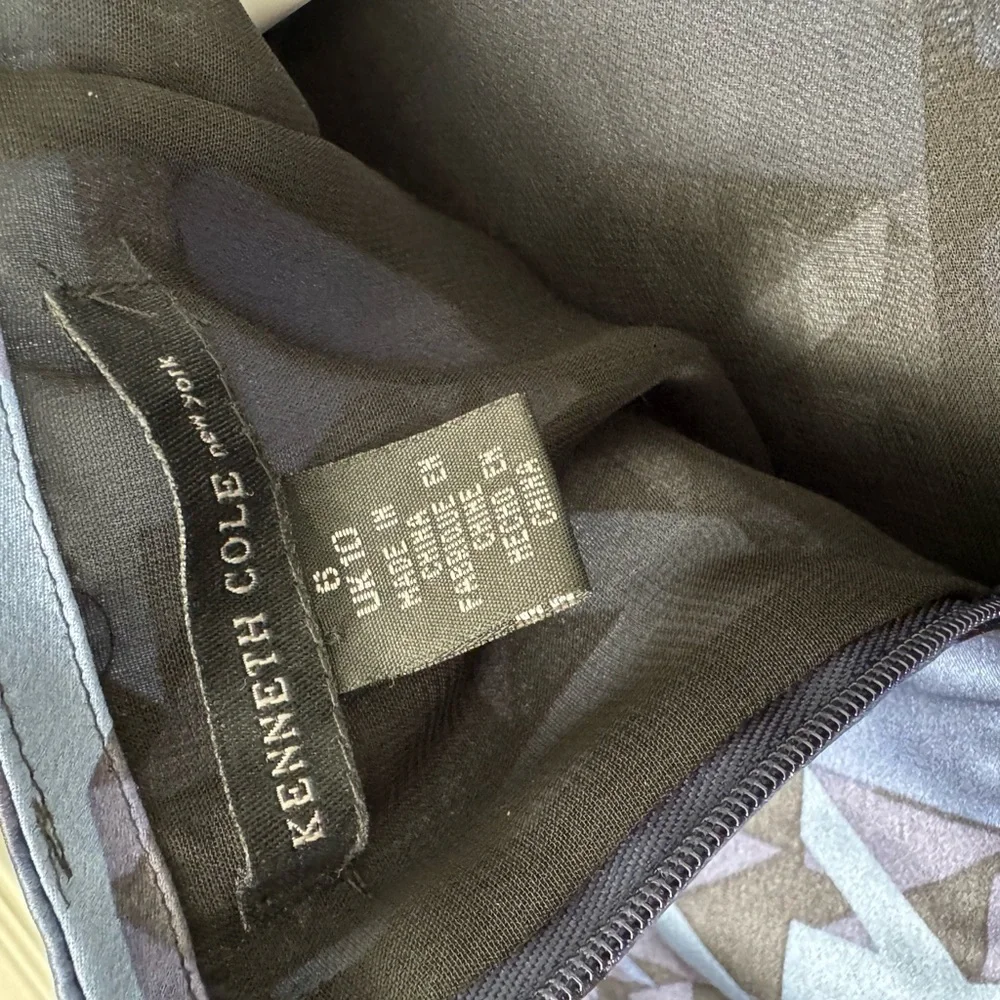 KENNETH COLE new york
6
UK 10
MADE IN
CHINA
FABRIQUE EN
CHINE
HECHO EN
CHINA